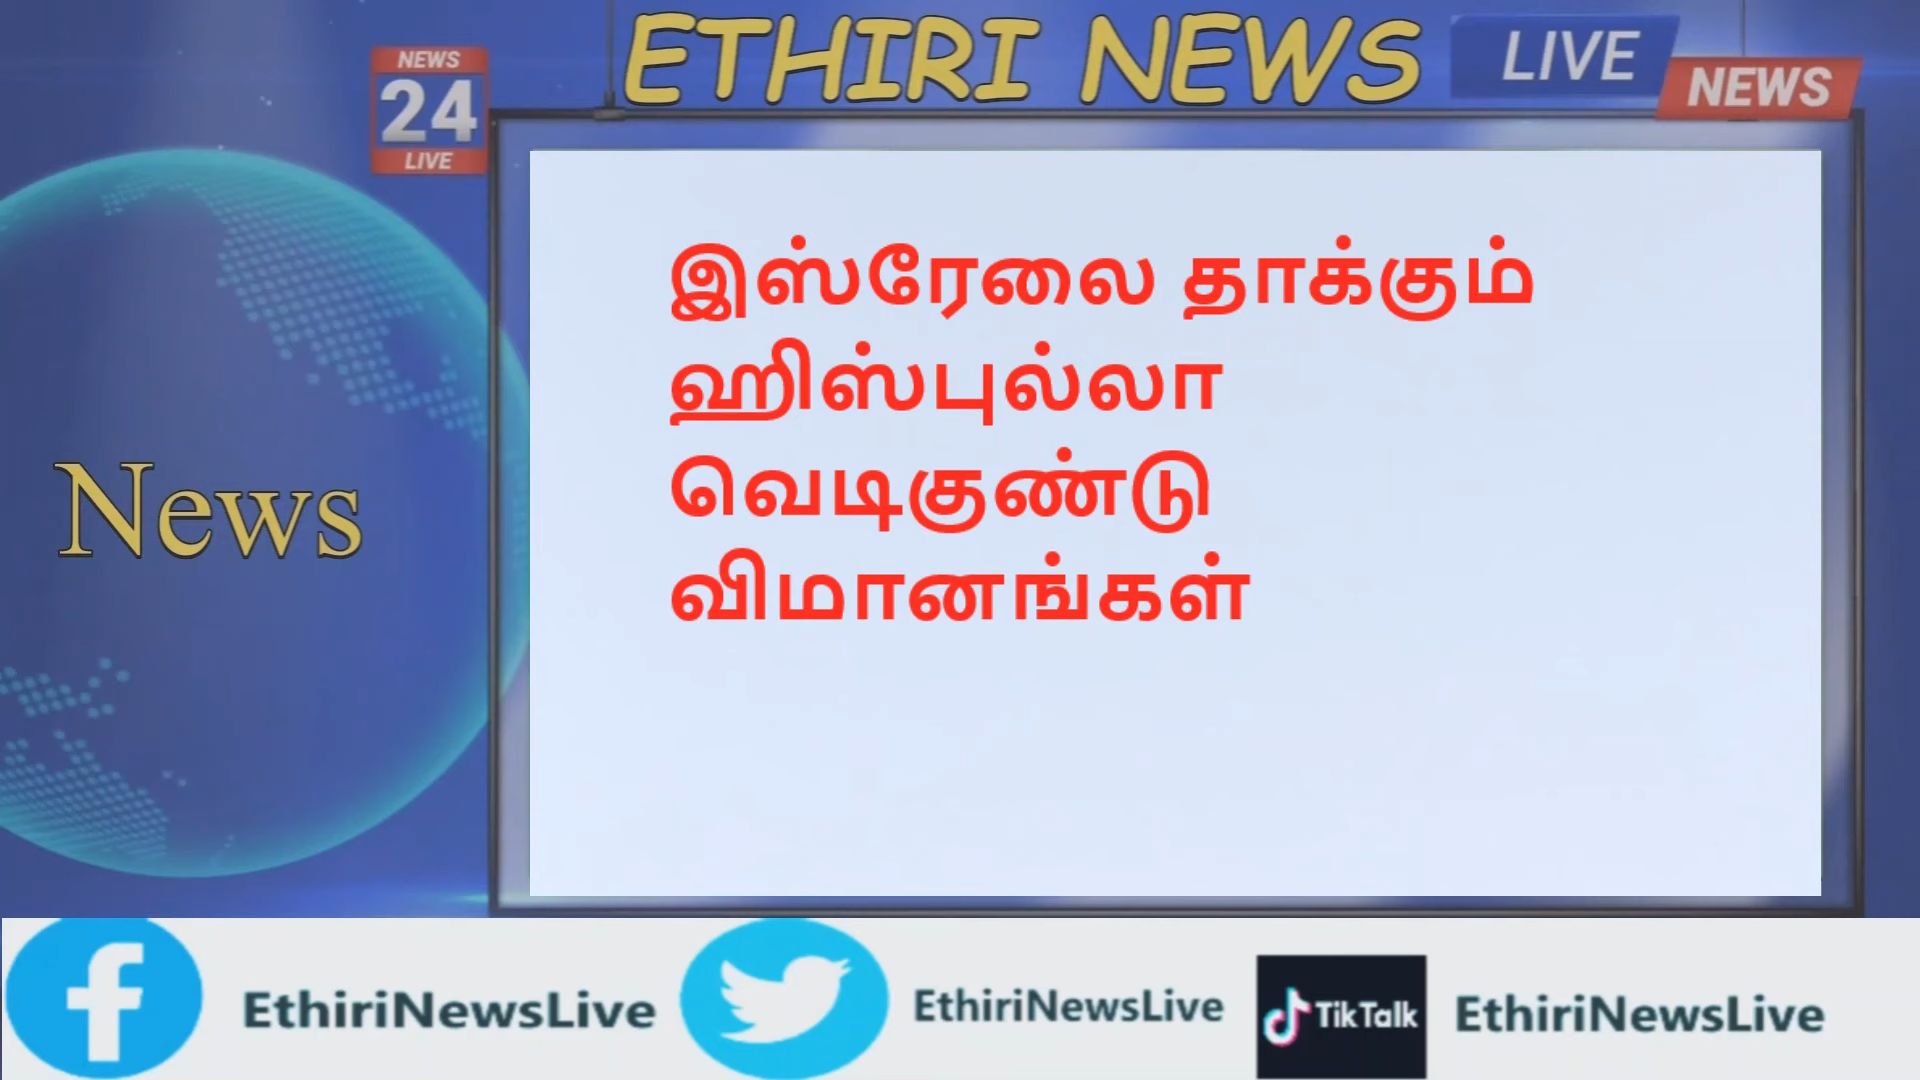 ETHIRI NEWS
LIVE
NEWS
NEWS
24
LIVE
இஸ்ரேலை தாக்கும்
ஹிஸ்புல்லா
வெடிகுண்டு
விமானங்கள்
News
EthiriNewsLive
EthiriNewsLive
TikTalk
EthiriNewsLive